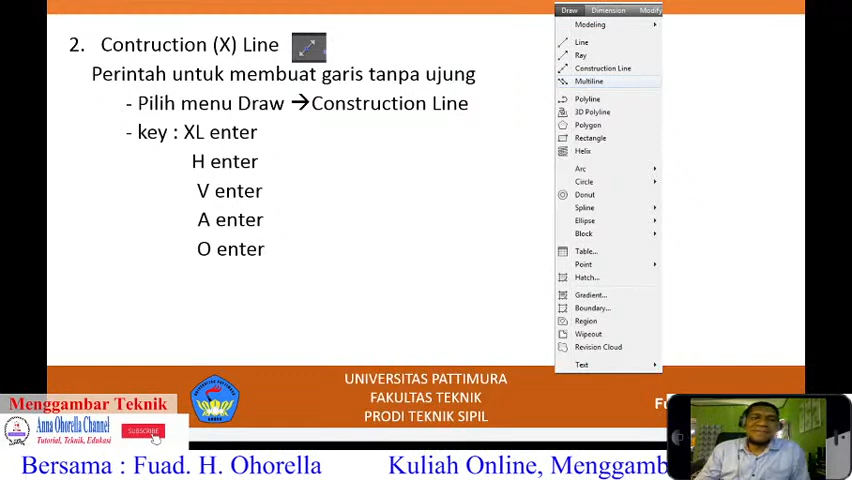 2. Contruction (X) Line
Perintah untuk membuat garis tanpa ujung
- Pilih menu Draw →Construction Line
- key : XL enter
H enter
V enter
A enter
O enter
Draw Dimension Modify
Modeling
Line
Ray
Construction Line
Multiline
Polyline
3D Polyline
Polygon
Rectangle
Helix
Arc
Circle
Donut
Spline
Ellipse
Block
Table...
Point
Hatch...
Gradient...
Boundary...
Region
Wipeout
Revision Cloud
Text
UNIVERSITAS PATTIMURA
FAKULTAS TEKNIK
PRODI TEKNIK SIPIL
Fu
Menggambar Teknik
Anna Ohorella Channel
Tutorial, Teknik, Edukasi
SUBSCRIBE
Bersama : Fuad. H. Ohorella
Kuliah Online, Menggamb